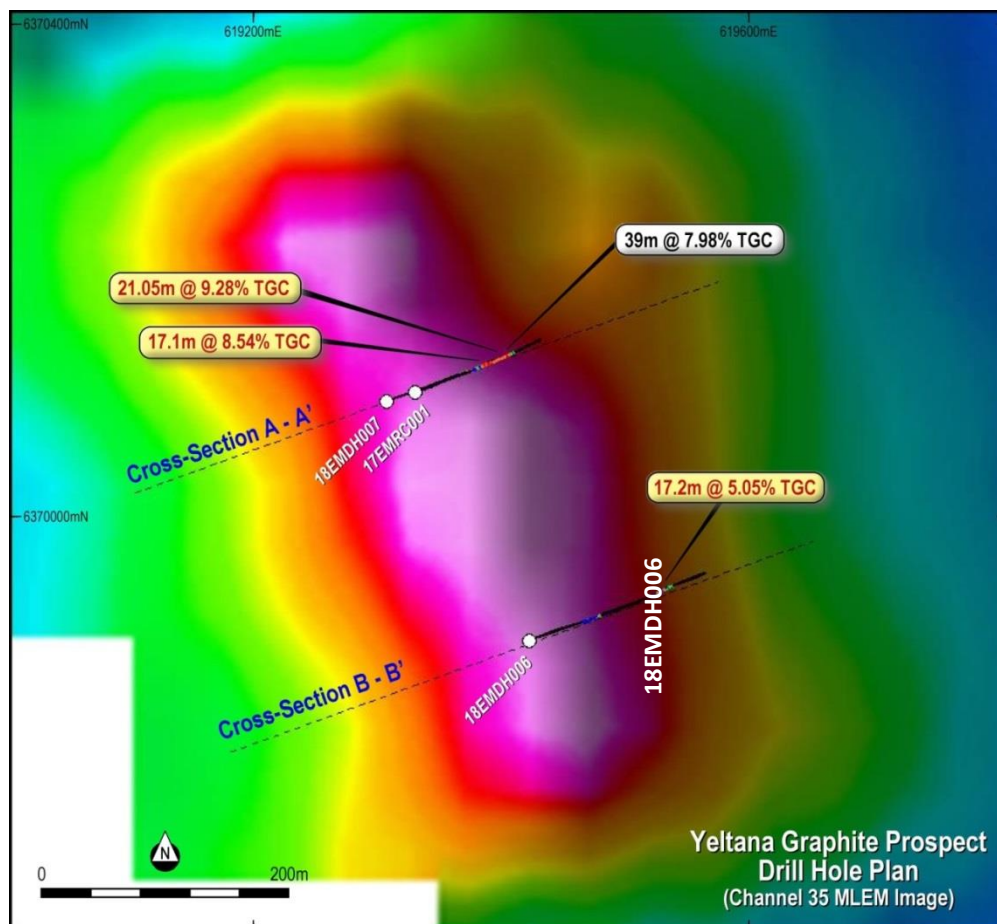 6370400mN
619200mE
619600mE
39m @ 7.98% TGC
21.05m @ 9.28% TGC
17.1m @ 8.54% TGC
Cross-Section A - A'
18EMDH007
17EMRC001
17.2m @ 5.05% TGC
6370000mN
18EMDH006
Cross-Section B - B'
18EMDH006
N
0
200m
Yeltana Graphite Prospect
Drill Hole Plan
(Channel 35 MLEM Image)